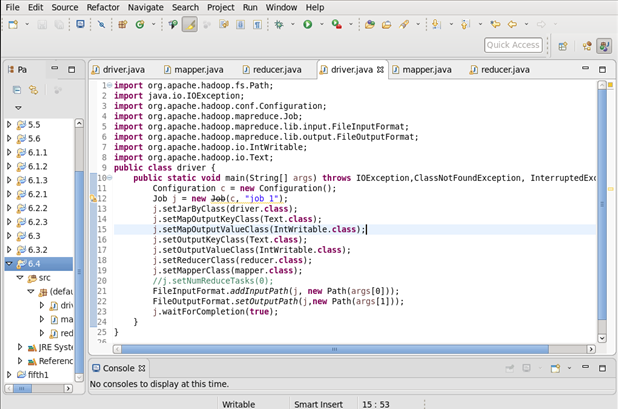 File Edit Source Refactor Navigate Search Project Run Window Help
Quick Access
Pa
driver.java mapper.java reducer.java driver.java mapper.java reducer.java
5.5
5.6
6.1.1
6.1.2
6.1.3
6.2.1
6.2.2
6.2.3
6.3
6.3.2
6.4
src
(defau
driv
ma
red
JRE Syste
Reference
fifth1
1 import org.apache.hadoop.fs.Path;
2 import java.io.IOException;
3 import org.apache.hadoop.conf.Configuration;
4 import org.apache.hadoop.mapreduce.Job;
5 import org.apache.hadoop.mapreduce.lib.input.FileInputFormat;
6 import org.apache.hadoop.mapreduce.lib.output.FileOutputFormat;
7 import org.apache.hadoop.io.IntWritable;
8 import org.apache.hadoop.io.Text;
9 public class driver {
10 public static void main(String[] args) throws IOException,ClassNotFoundException, InterruptedExc
11 Configuration c = new Configuration();
12 Job j = new Job(c, "job 1");
13 j.setJarByClass(driver.class);
14 j.setMapOutputKeyClass(Text.class);
15 j.setMapOutputValueClass(IntWritable.class);
16 j.setOutputKeyClass(Text.class);
17 j.setOutputValueClass(IntWritable.class);
18 j.setReducerClass(reducer.class);
19 j.setMapperClass(mapper.class);
20 //j.setNumReduceTasks(0);
21 FileInputFormat.addInputPath(j, new Path(args[0]));
22 FileOutputFormat.setOutputPath(j,new Path(args[1]));
23 j.waitForCompletion(true);
24 }
25 }
26
Console
No consoles to display at this time.
Writable Smart Insert 15 : 53